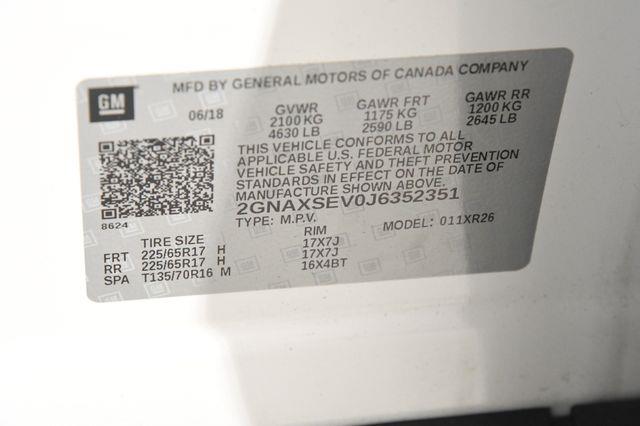 MFD BY GENERAL MOTORS OF CANADA COMPANY
GM
06/18 GVWR GAWR FRT GAWR RR
2100 KG 1175 KG 1200 KG
4630 LB 2590 LB 2645 LB
THIS VEHICLE CONFORMS TO ALL
APPLICABLE U.S. FEDERAL MOTOR
VEHICLE SAFETY AND THEFT PREVENTION
STANDARDS IN EFFECT ON THE DATE OF
MANUFACTURE SHOWN ABOVE.
2GNAXSEV0J6352351
8624
TYPE: M.P.V. MODEL: 011XR26
TIRE SIZE RIM
FRT 225/65R17 H 17X7J
RR 225/65R17 H 17X7J
SPA T135/70R16 M 16X4BT